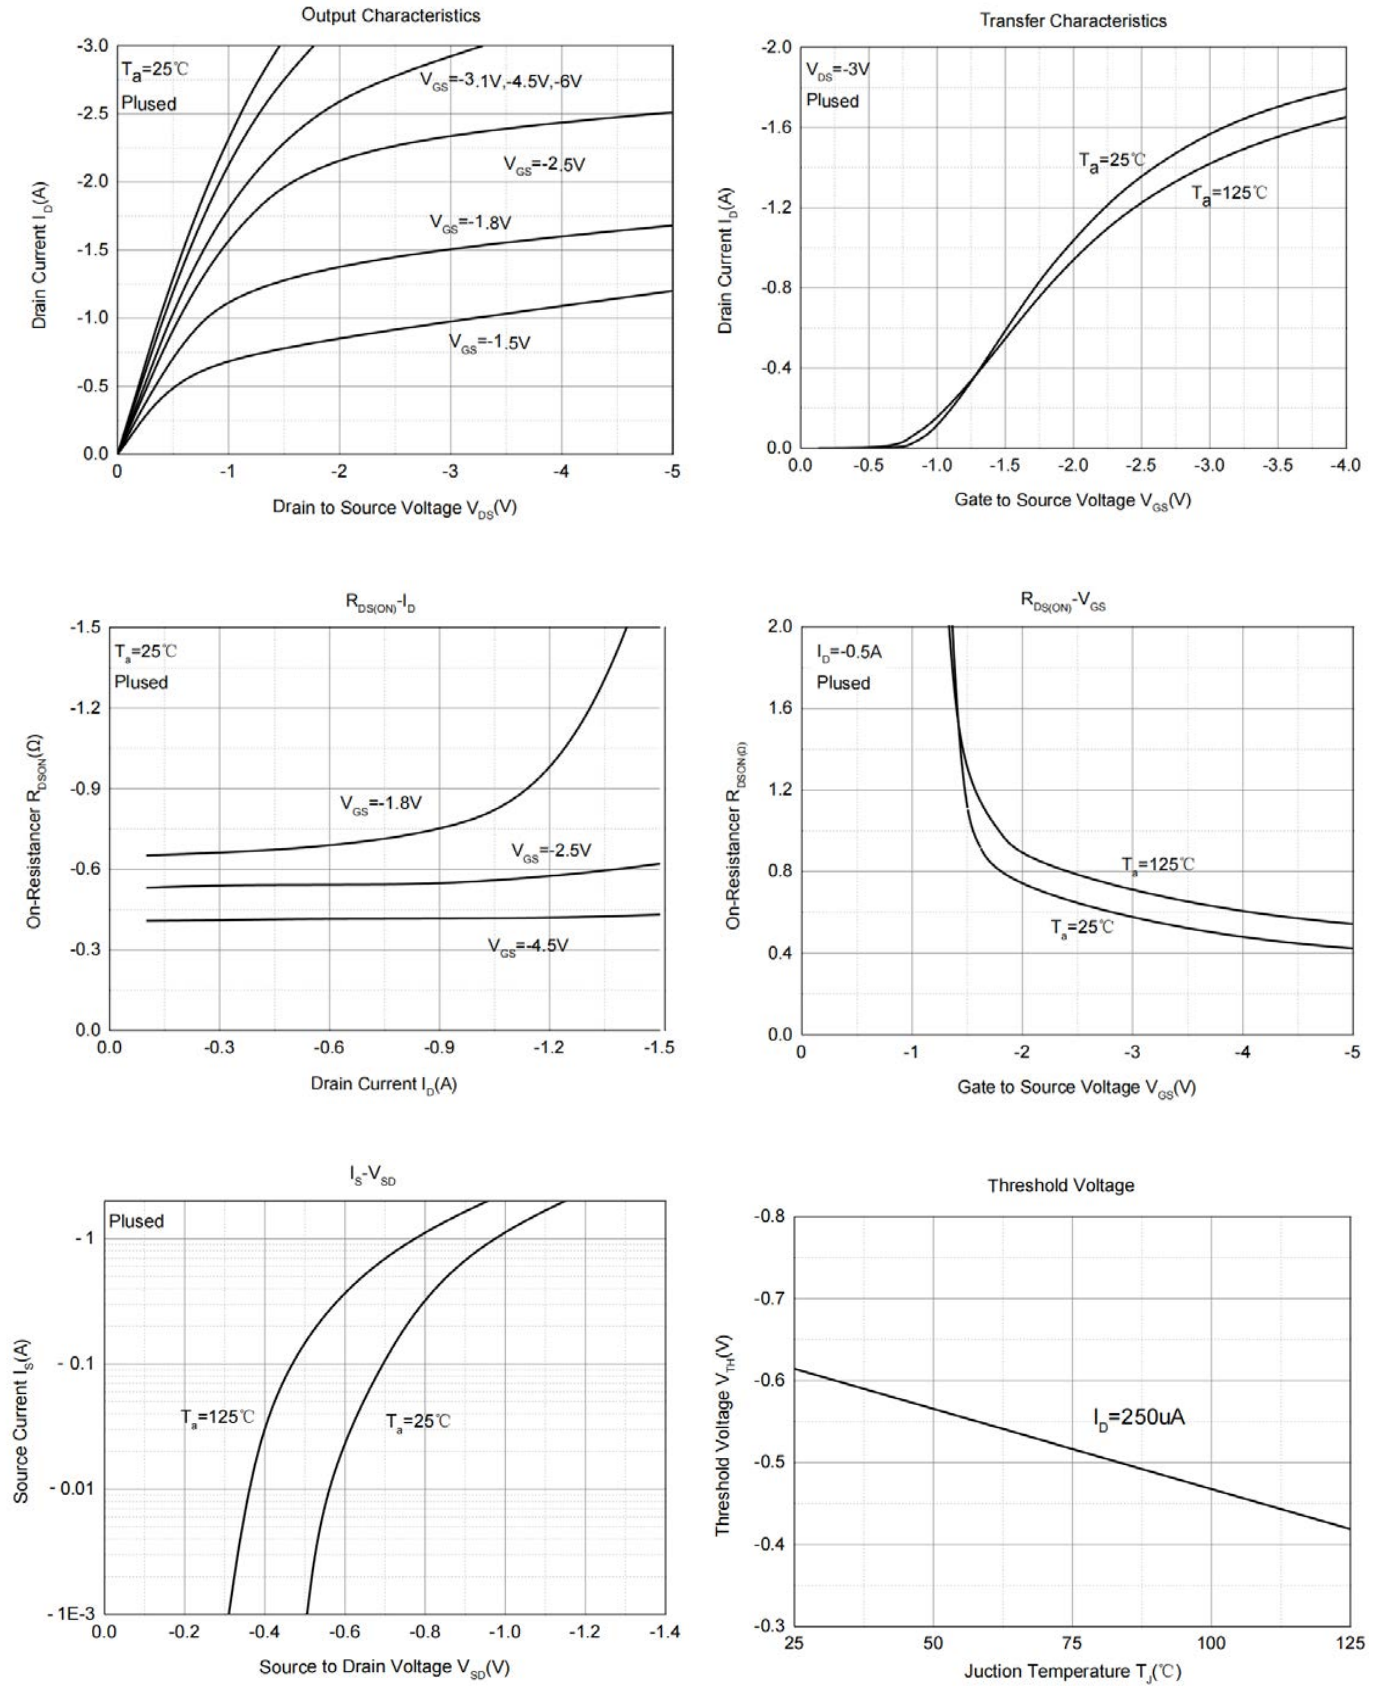 Output Characteristics
-3.0
-2.5
-2.0
-1.5
-1.0
-0.5
0.0
Ta=25℃
Plused
VGS=-3.1V,-4.5V,-6V
VGS=-2.5V
VGS=-1.8V
VGS=-1.5V
0 -1 -2 -3 -4 -5
Drain Current ID(A)
Drain to Source Voltage VDS(V)
Transfer Characteristics
-2.0
-1.6
-1.2
-0.8
-0.4
0.0
VDS=-3V
Plused
Ta=25℃
Ta=125℃
0.0 -0.5 -1.0 -1.5 -2.0 -2.5 -3.0 -3.5 -4.0
Drain Current ID(A)
Gate to Source Voltage VGS(V)
RDS(ON)-ID
-1.5
-1.2
-0.9
-0.6
-0.3
0.0
Ta=25℃
Plused
VGS=-1.8V
VGS=-2.5V
VGS=-4.5V
0.0 -0.3 -0.6 -0.9 -1.2 -1.5
On-Resistancer RDSON(Ω)
Drain Current ID(A)
RDS(ON)-VGS
2.0
1.6
1.2
0.8
0.4
0.0
ID=-0.5A
Plused
Ta=125℃
Ta=25℃
0 -1 -2 -3 -4 -5
On-Resistancer RDSON(Ω)
Gate to Source Voltage VGS(V)
IS-VSD
-1
-0.1
-0.01
-1E-3
Plused
Ta=125℃
Ta=25℃
0.0 -0.2 -0.4 -0.6 -0.8 -1.0 -1.2 -1.4
Source Current IS(A)
Source to Drain Voltage VSD(V)
Threshold Voltage
-0.8
-0.7
-0.6
-0.5
-0.4
-0.3
ID=250uA
25 50 75 100 125
Threshold Voltage VTH(V)
Juction Temperature TJ(℃)